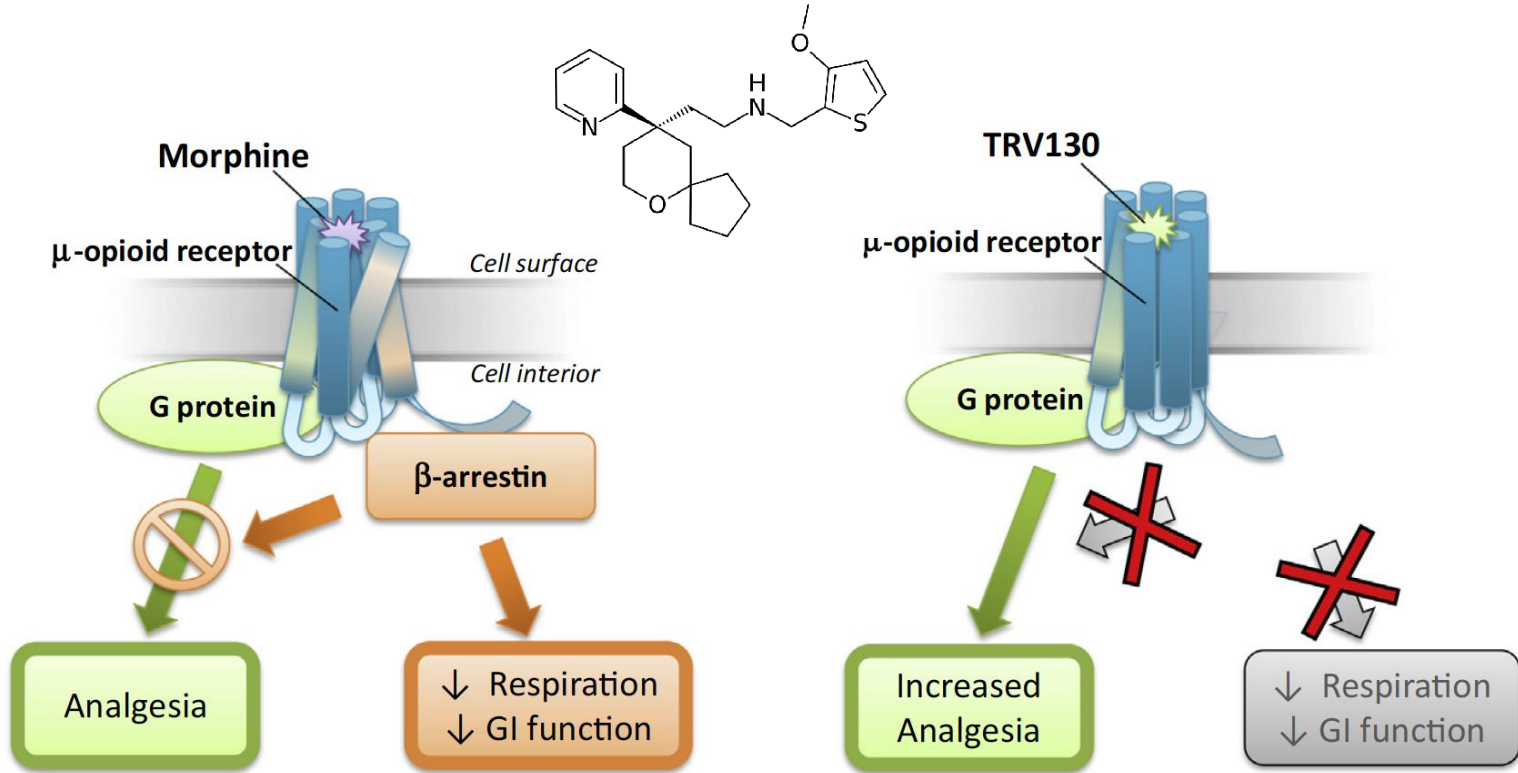 O
H
N
N
O
S
Morphine
μ-opioid receptor
Cell surface
Cell interior
G protein
β-arrestin
Analgesia
↓ Respiration
↓ GI function
TRV130
μ-opioid receptor
G protein
Increased
Analgesia
↓ Respiration
↓ GI function